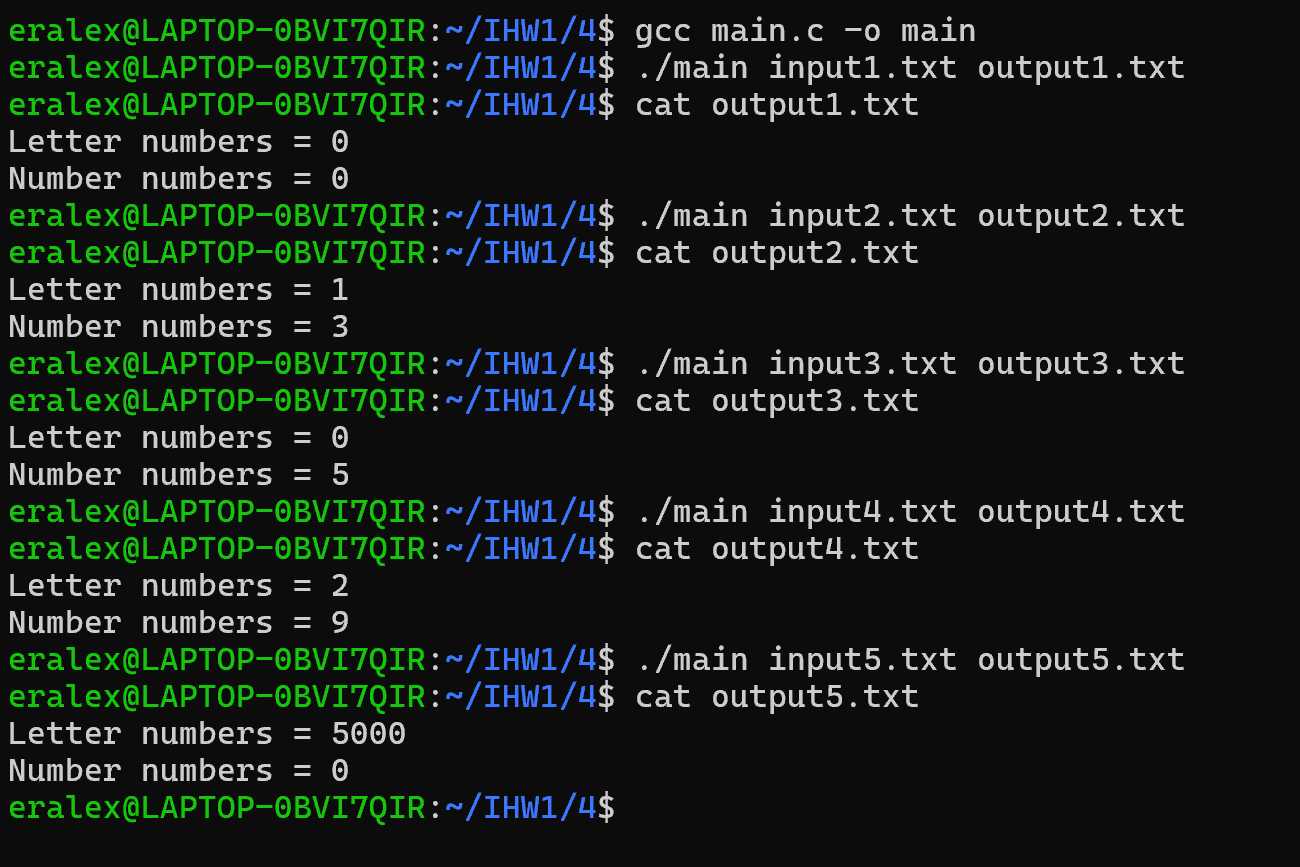 eralex@LAPTOP-0BVI7QIR:~/IHW1/4$ gcc main.c -o main
eralex@LAPTOP-0BVI7QIR:~/IHW1/4$ ./main input1.txt output1.txt
eralex@LAPTOP-0BVI7QIR:~/IHW1/4$ cat output1.txt
Letter numbers = 0
Number numbers = 0
eralex@LAPTOP-0BVI7QIR:~/IHW1/4$ ./main input2.txt output2.txt
eralex@LAPTOP-0BVI7QIR:~/IHW1/4$ cat output2.txt
Letter numbers = 1
Number numbers = 3
eralex@LAPTOP-0BVI7QIR:~/IHW1/4$ ./main input3.txt output3.txt
eralex@LAPTOP-0BVI7QIR:~/IHW1/4$ cat output3.txt
Letter numbers = 0
Number numbers = 5
eralex@LAPTOP-0BVI7QIR:~/IHW1/4$ ./main input4.txt output4.txt
eralex@LAPTOP-0BVI7QIR:~/IHW1/4$ cat output4.txt
Letter numbers = 2
Number numbers = 9
eralex@LAPTOP-0BVI7QIR:~/IHW1/4$ ./main input5.txt output5.txt
eralex@LAPTOP-0BVI7QIR:~/IHW1/4$ cat output5.txt
Letter numbers = 5000
Number numbers = 0
eralex@LAPTOP-0BVI7QIR:~/IHW1/4$